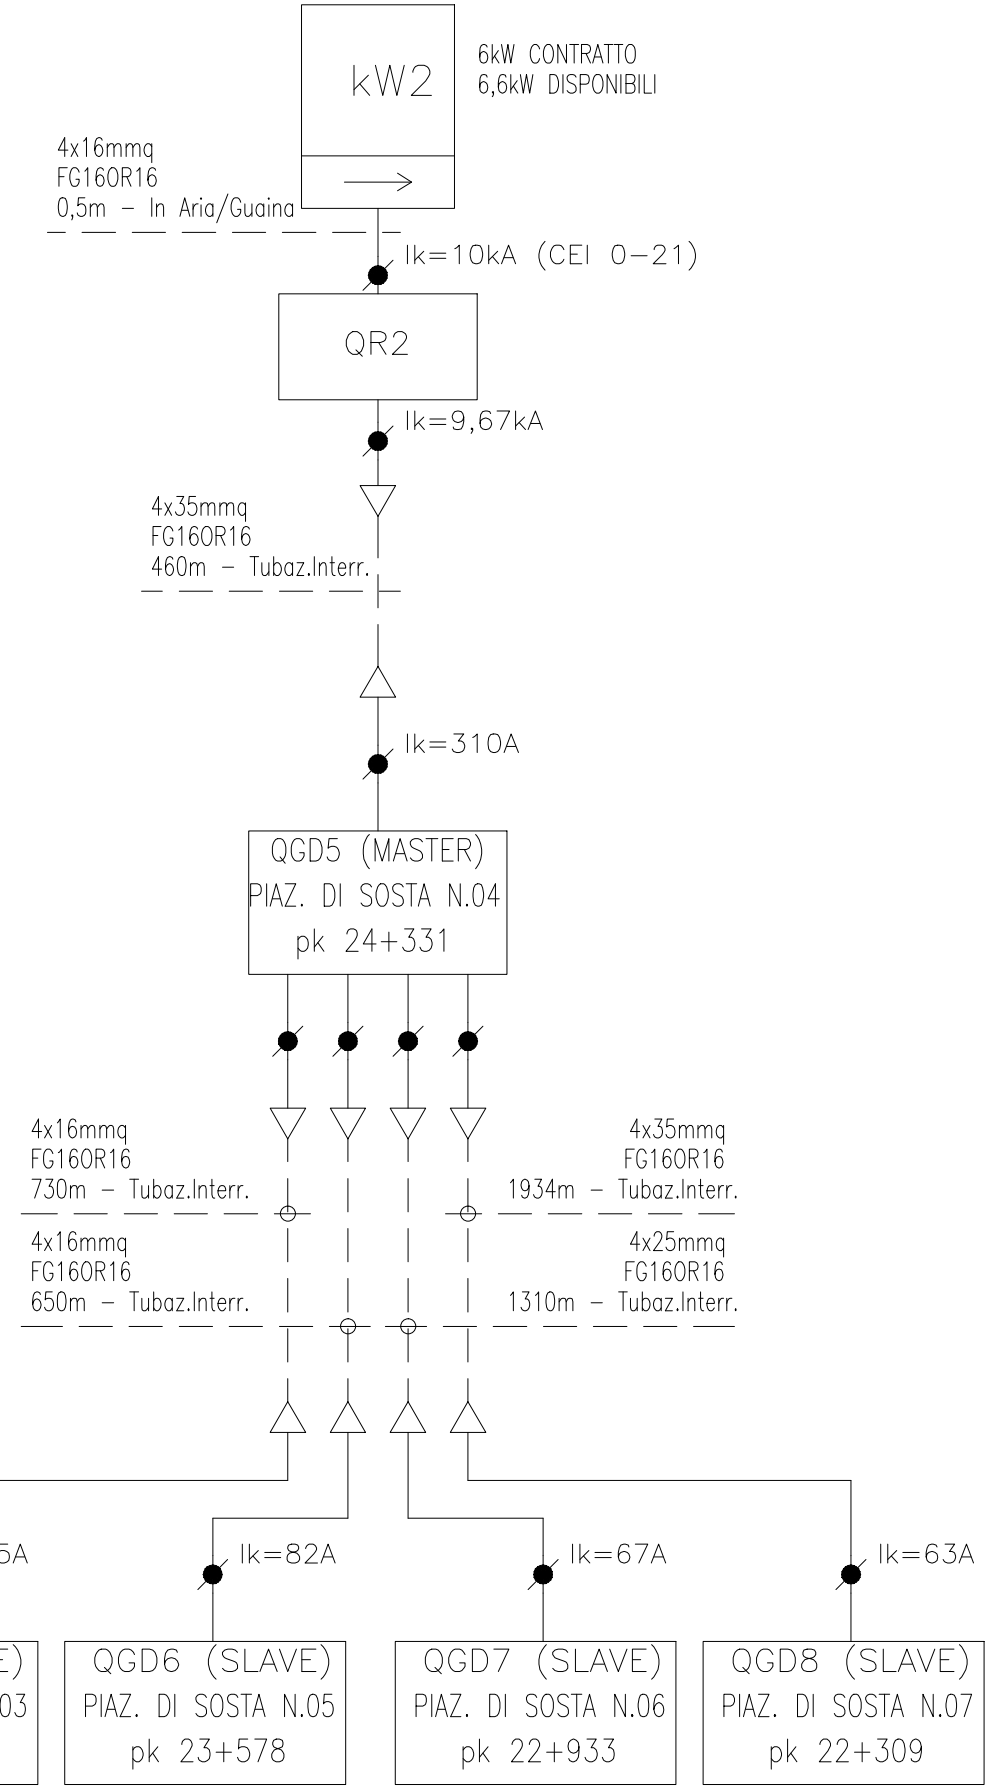 kW2
6kW CONTRATTO
6,6kW DISPONIBILI
4x16mmq
FG16OR16
0,5m - In Aria/Guaina
Ik=10kA (CEI 0-21)
QR2
Ik=9,67kA
4x35mmq
FG16OR16
460m - Tubaz.Interr.
Ik=310A
QGD5 (MASTER)
PIAZ. DI SOSTA N.04
pk 24+331
4x16mmq
FG16OR16
730m - Tubaz.Interr.
4x35mmq
FG16OR16
1934m - Tubaz.Interr.
4x16mmq
FG16OR16
650m - Tubaz.Interr.
4x25mmq
FG16OR16
1310m - Tubaz.Interr.
5A
Ik=82A
Ik=67A
Ik=63A
E)
03
QGD6 (SLAVE)
PIAZ. DI SOSTA N.05
pk 23+578
QGD7 (SLAVE)
PIAZ. DI SOSTA N.06
pk 22+933
QGD8 (SLAVE)
PIAZ. DI SOSTA N.07
pk 22+309